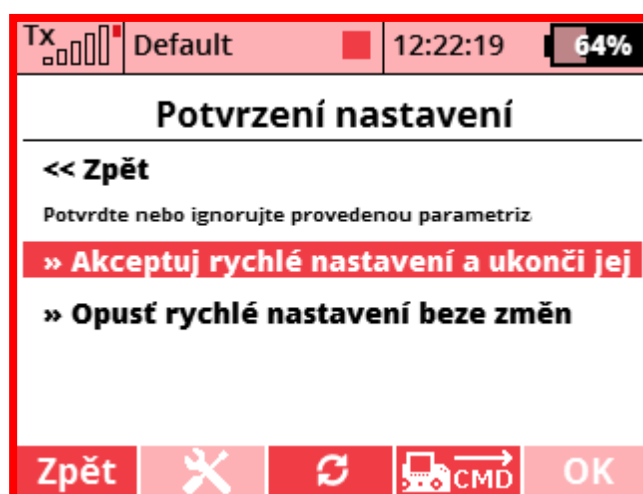 Tx Default 12:22:19 64%
Potvrzení nastavení
<< Zpět
Potvrdte nebo ignorujte provedenou parametriz
» Akceptuj rychlé nastavení a ukonči jej
» Opusť rychlé nastavení beze změn
Zpět CMD OK